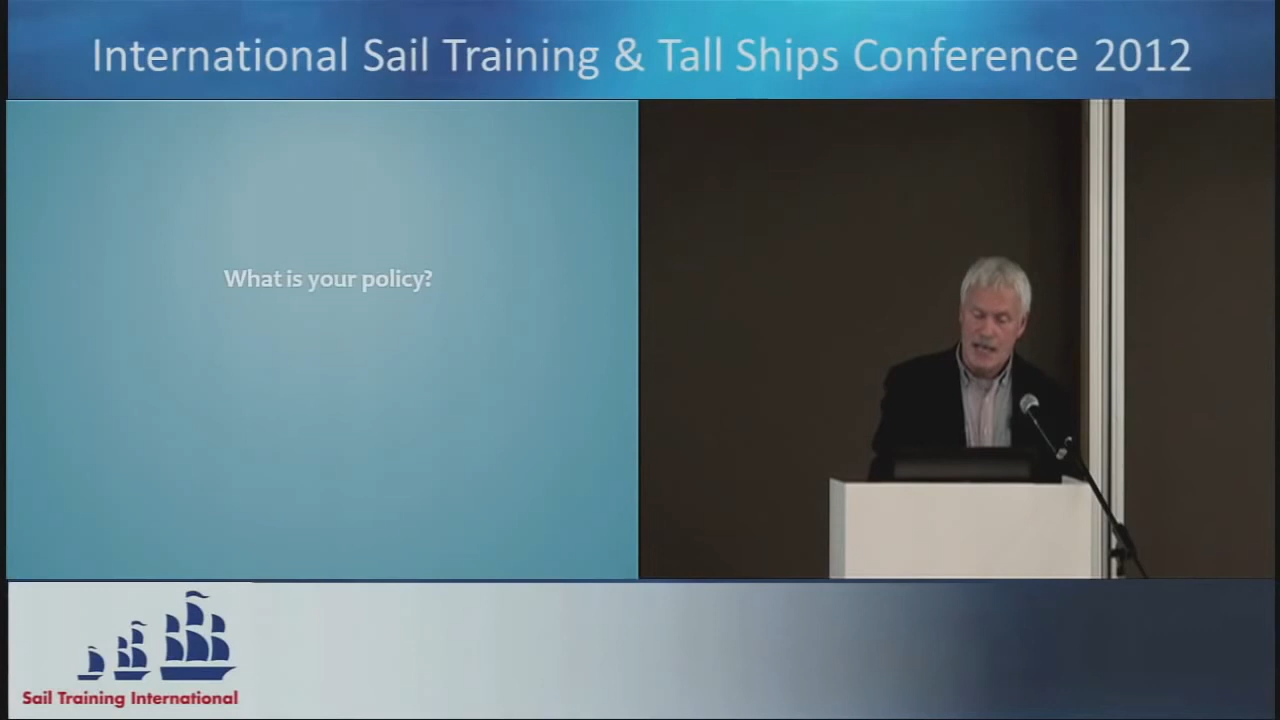 International Sail Training & Tall Ships Conference 2012
What is your policy?
Sail Training International